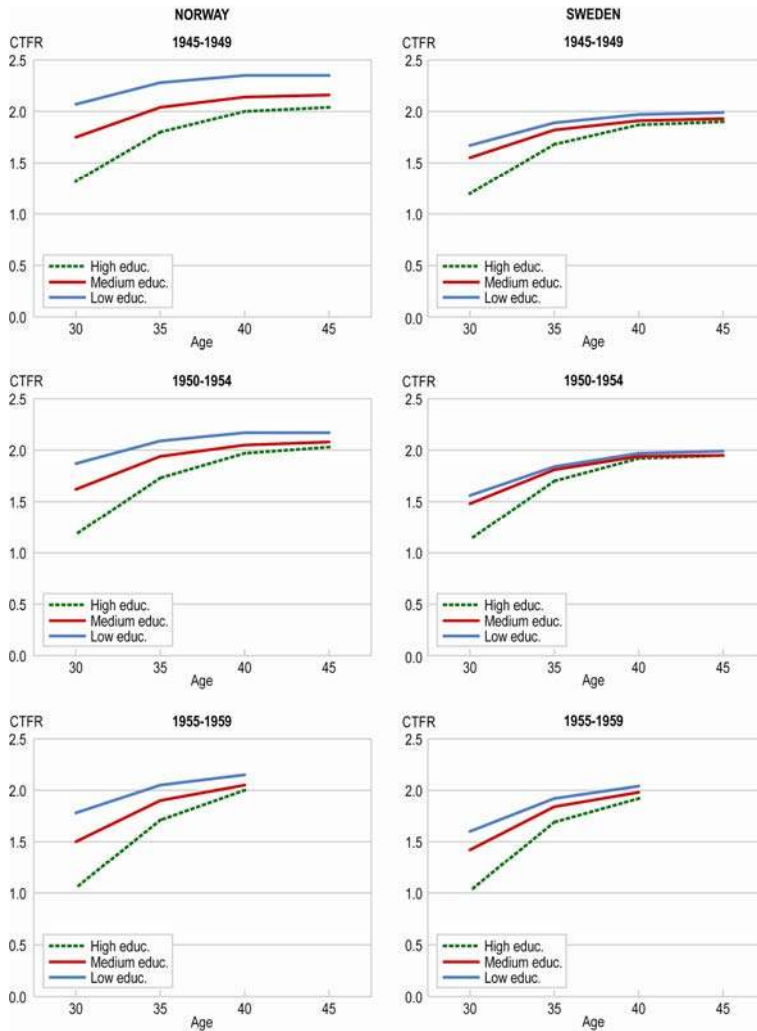 NORWAY
SWEDEN
CTFR
1945-1949
2.5
2.0
1.5
1.0
0.5
0.0
High educ.
Medium educ.
Low educ.
30 35 40 45
Age
CTFR
1945-1949
2.5
2.0
1.5
1.0
0.5
0.0
High educ.
Medium educ.
Low educ.
30 35 40 45
Age
CTFR
1950-1954
2.5
2.0
1.5
1.0
0.5
0.0
High educ.
Medium educ.
Low educ.
30 35 40 45
Age
CTFR
1950-1954
2.5
2.0
1.5
1.0
0.5
0.0
High educ.
Medium educ.
Low educ.
30 35 40 45
Age
CTFR
1955-1959
2.5
2.0
1.5
1.0
0.5
0.0
High educ.
Medium educ.
Low educ.
30 35 40 45
Age
CTFR
1955-1959
2.5
2.0
1.5
1.0
0.5
0.0
High educ.
Medium educ.
Low educ.
30 35 40 45
Age